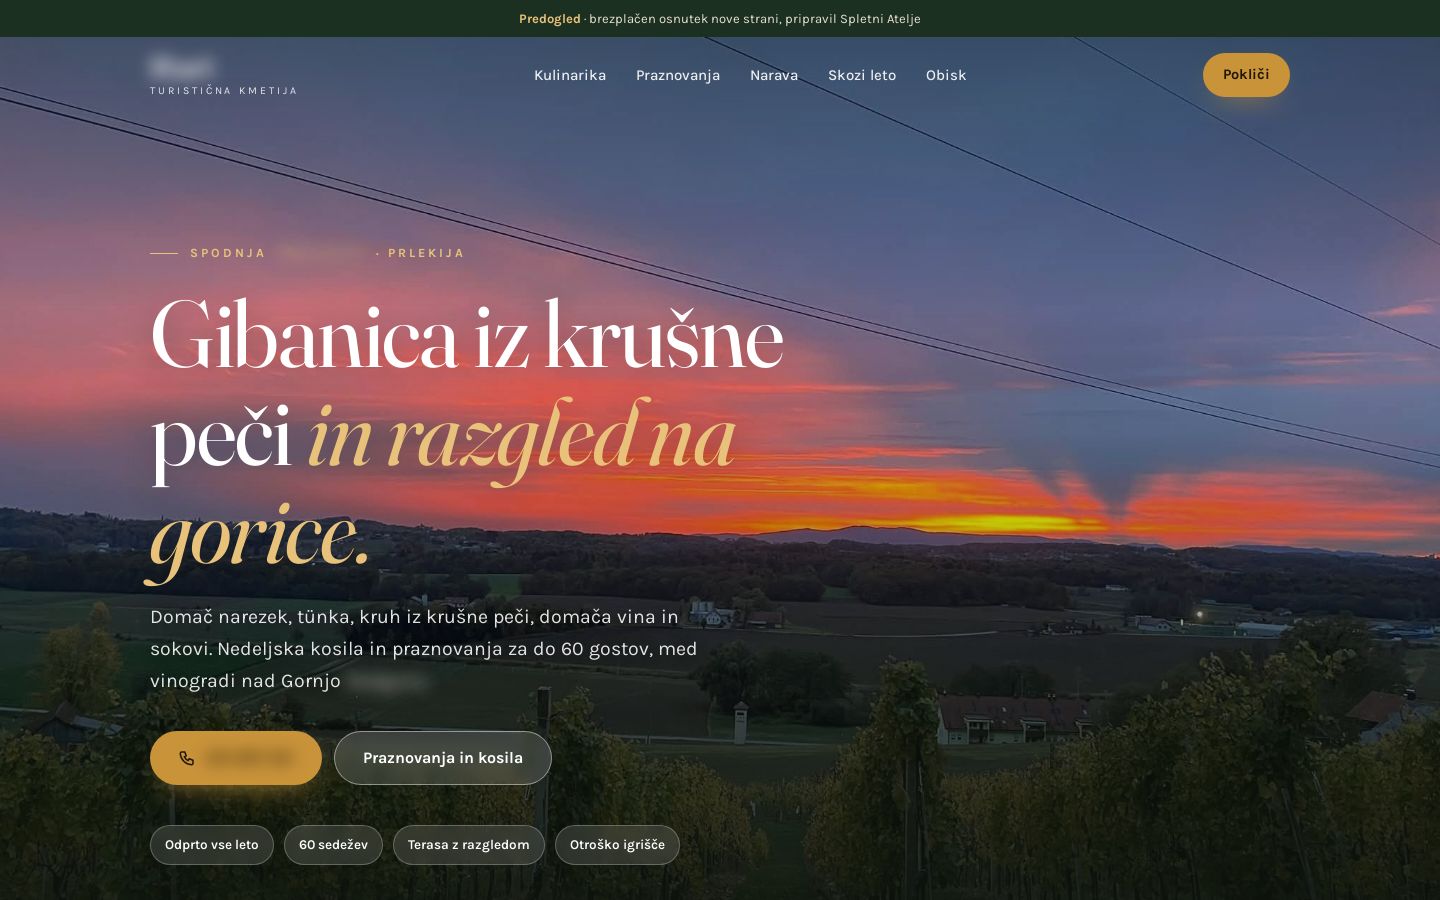 Predogled · brezplačen osnutek nove strani, pripravil Spletni Atelje
TURISTIČNA KMETIJA
Kulinarika
Praznovanja
Narava
Skozi leto
Obisk
Pokliči
SPODNJA · PRLEKIJA
Gibanica iz krušne
peči in razgled na
gorice.
Domač narezek, tünka, kruh iz krušne peči, domača vina in
sokovi. Nedeljska kosila in praznovanja za do 60 gostov, med
vinogradi nad Gornjo
Praznovanja in kosila
Odprto vse leto
60 sedežev
Terasa z razgledom
Otroško igrišče